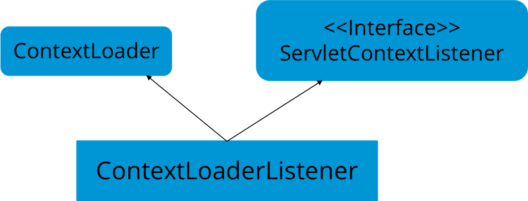 ContextLoader
<<Interface>>
ServletContextListener
ContextLoaderListener